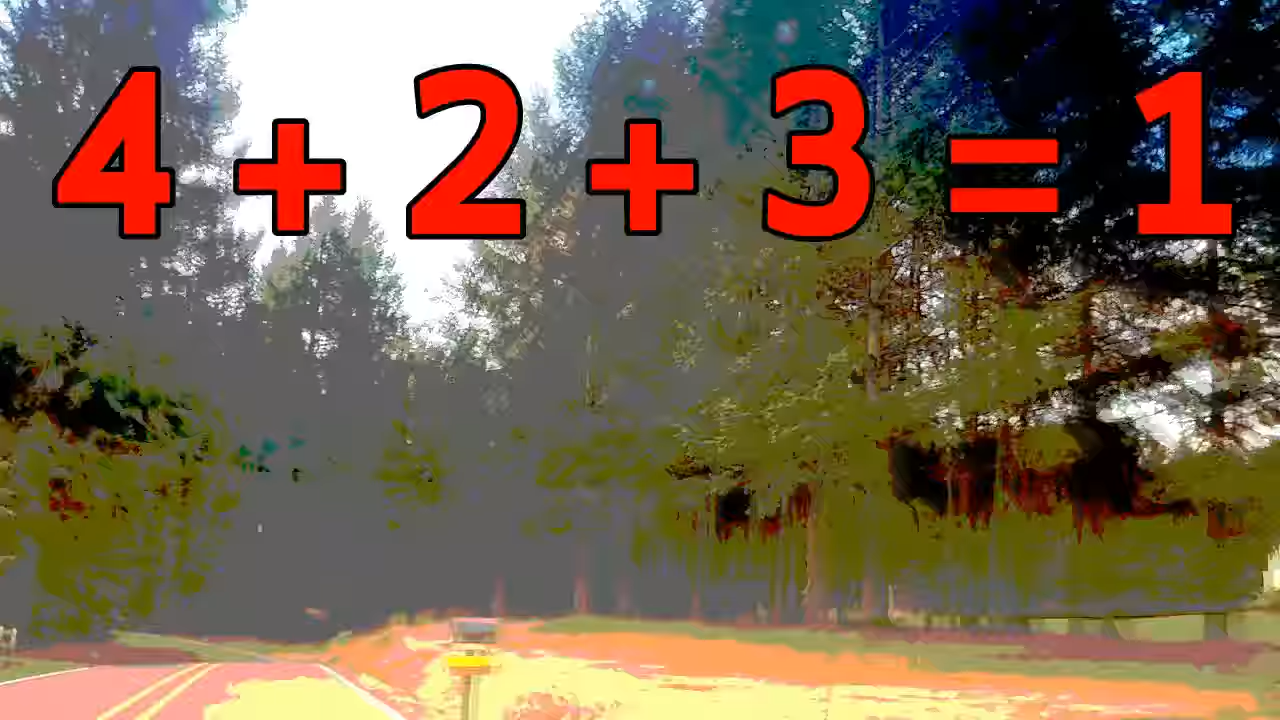 4 + 2 + 3 = 1